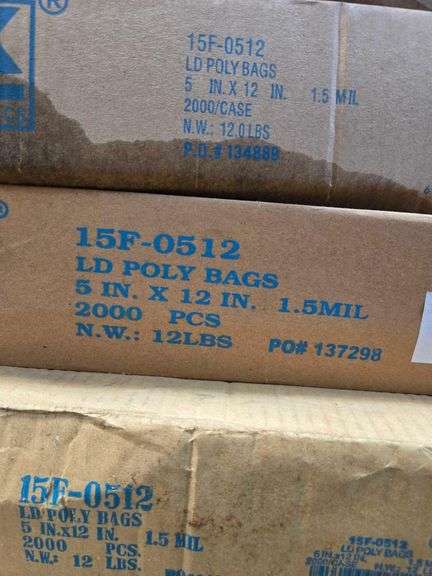 ®
15F-0512
LD POLY BAGS
5 IN. X 12 IN. 1.5 MIL
2000/CASE
N.W.: 12.0 LBS
P.O.# 134889
15F-0512
LD POLY BAGS
5 IN. X 12 IN. 1.5MIL
2000 PCS
N.W.: 12LBS PO# 137298
15F-0512
LD POLY BAGS
5 IN.X12 IN. 1.5 MIL
2000 PCS.
N.W.: 12 LBS.
15F-0512
LD POLY BAGS
2000/CASE
N.W.: